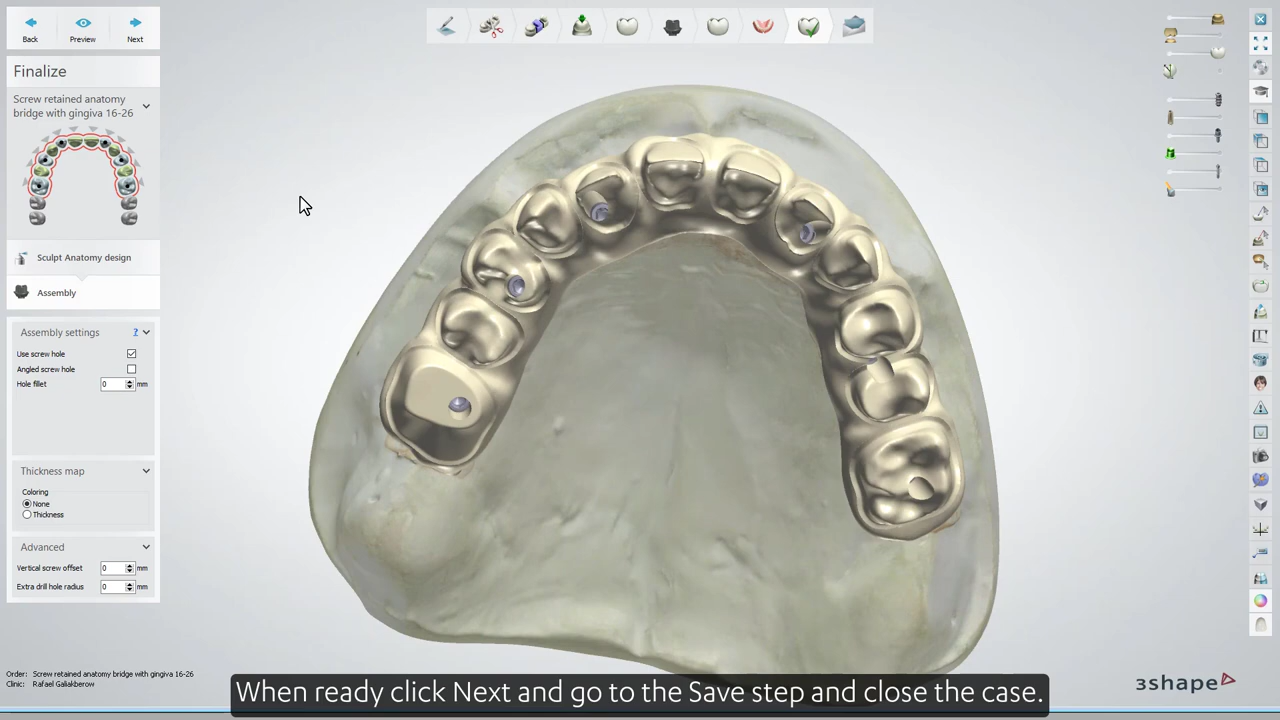 Back
Preview
Next
Finalize
Screw retained anatomy
bridge with gingiva 16-26
Sculpt Anatomy design
Assembly
Assembly settings ?
Use screw hole
Angled screw hole
Hole fillet 0 mm
Thickness map
Coloring
None
Thickness
Advanced
Vertical screw offset 0 mm
Extra drill hole radius 0 mm
Order: Screw retained anatomy bridge with gingiva 16-26
Clinic: Rafael Galiakberow
When ready click Next and go to the Save step and close the case.
3shape